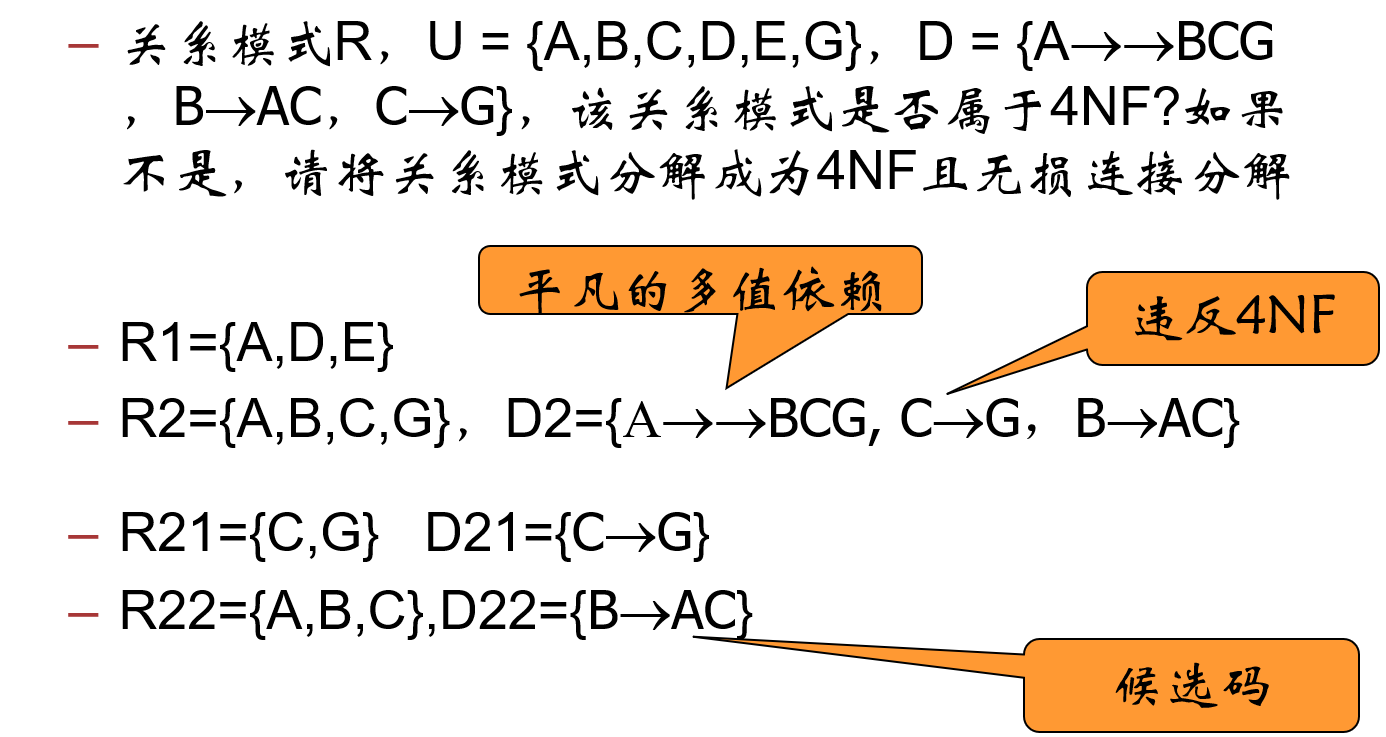 – 关系模式R，U = {A,B,C,D,E,G}，D = {A→→BCG
，B→AC，C→G}，该关系模式是否属于4NF?如果
不是，请将关系模式分解成为4NF且无损连接分解
平凡的多值依赖
违反4NF
– R1={A,D,E}
– R2={A,B,C,G}，D2={A→→BCG, C→G，B→AC}
– R21={C,G} D21={C→G}
– R22={A,B,C},D22={B→AC}
候选码